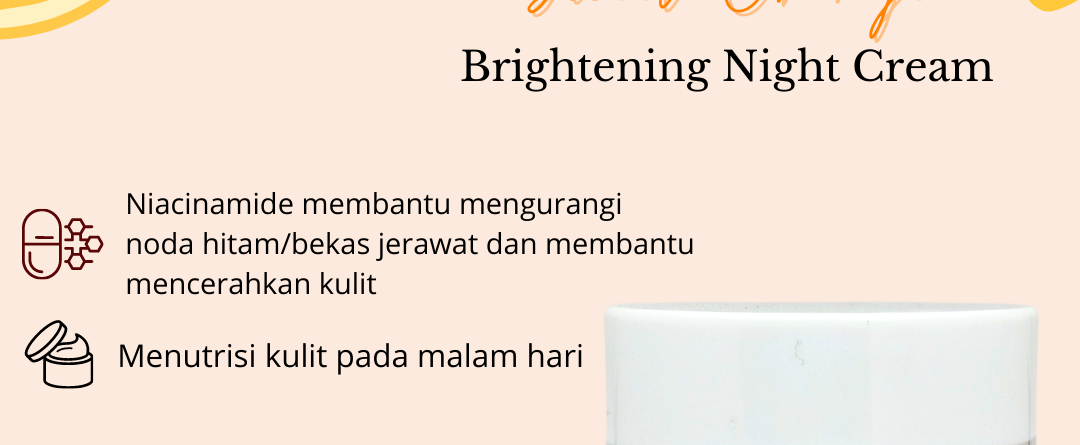 Brightening Night Cream
Niacinamide membantu mengurangi
noda hitam/bekas jerawat dan membantu
mencerahkan kulit
Menutrisi kulit pada malam hari